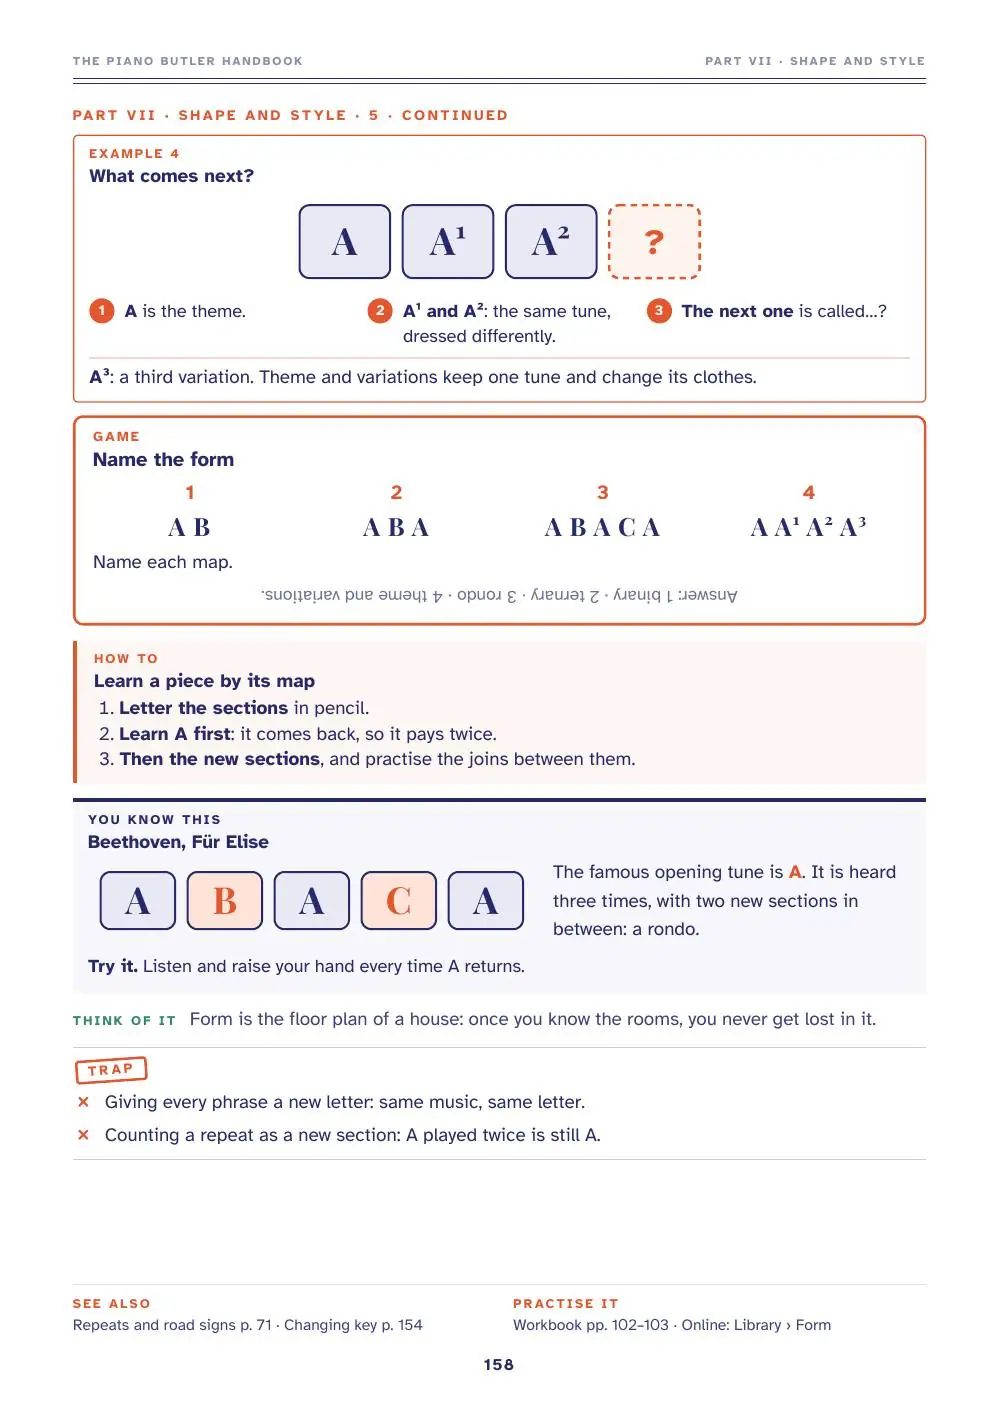 THE PIANO BUTLER HANDBOOK
PART VII · SHAPE AND STYLE
PART VII · SHAPE AND STYLE · 5 · CONTINUED
EXAMPLE 4
What comes next?
A A¹ A² ?
1 A is the theme.
2 A¹ and A²: the same tune,
dressed differently.
3 The next one is called...?
A³: a third variation. Theme and variations keep one tune and change its clothes.
GAME
Name the form
1 2 3 4
A B
A B A
A B A C A
A A¹ A² A³
Name each map.
Answer: 1 binary · 2 ternary · 3 rondo · 4 theme and variations.
HOW TO
Learn a piece by its map
1. Letter the sections in pencil.
2. Learn A first: it comes back, so it pays twice.
3. Then the new sections, and practise the joins between them.
YOU KNOW THIS
Beethoven, Für Elise
A B A C A
The famous opening tune is A. It is heard
three times, with two new sections in
between: a rondo.
Try it. Listen and raise your hand every time A returns.
THINK OF IT Form is the floor plan of a house: once you know the rooms, you never get lost in it.
TRAP
× Giving every phrase a new letter: same music, same letter.
× Counting a repeat as a new section: A played twice is still A.
SEE ALSO
Repeats and road signs p. 71 · Changing key p. 154
PRACTISE IT
Workbook pp. 102–103 · Online: Library › Form
158